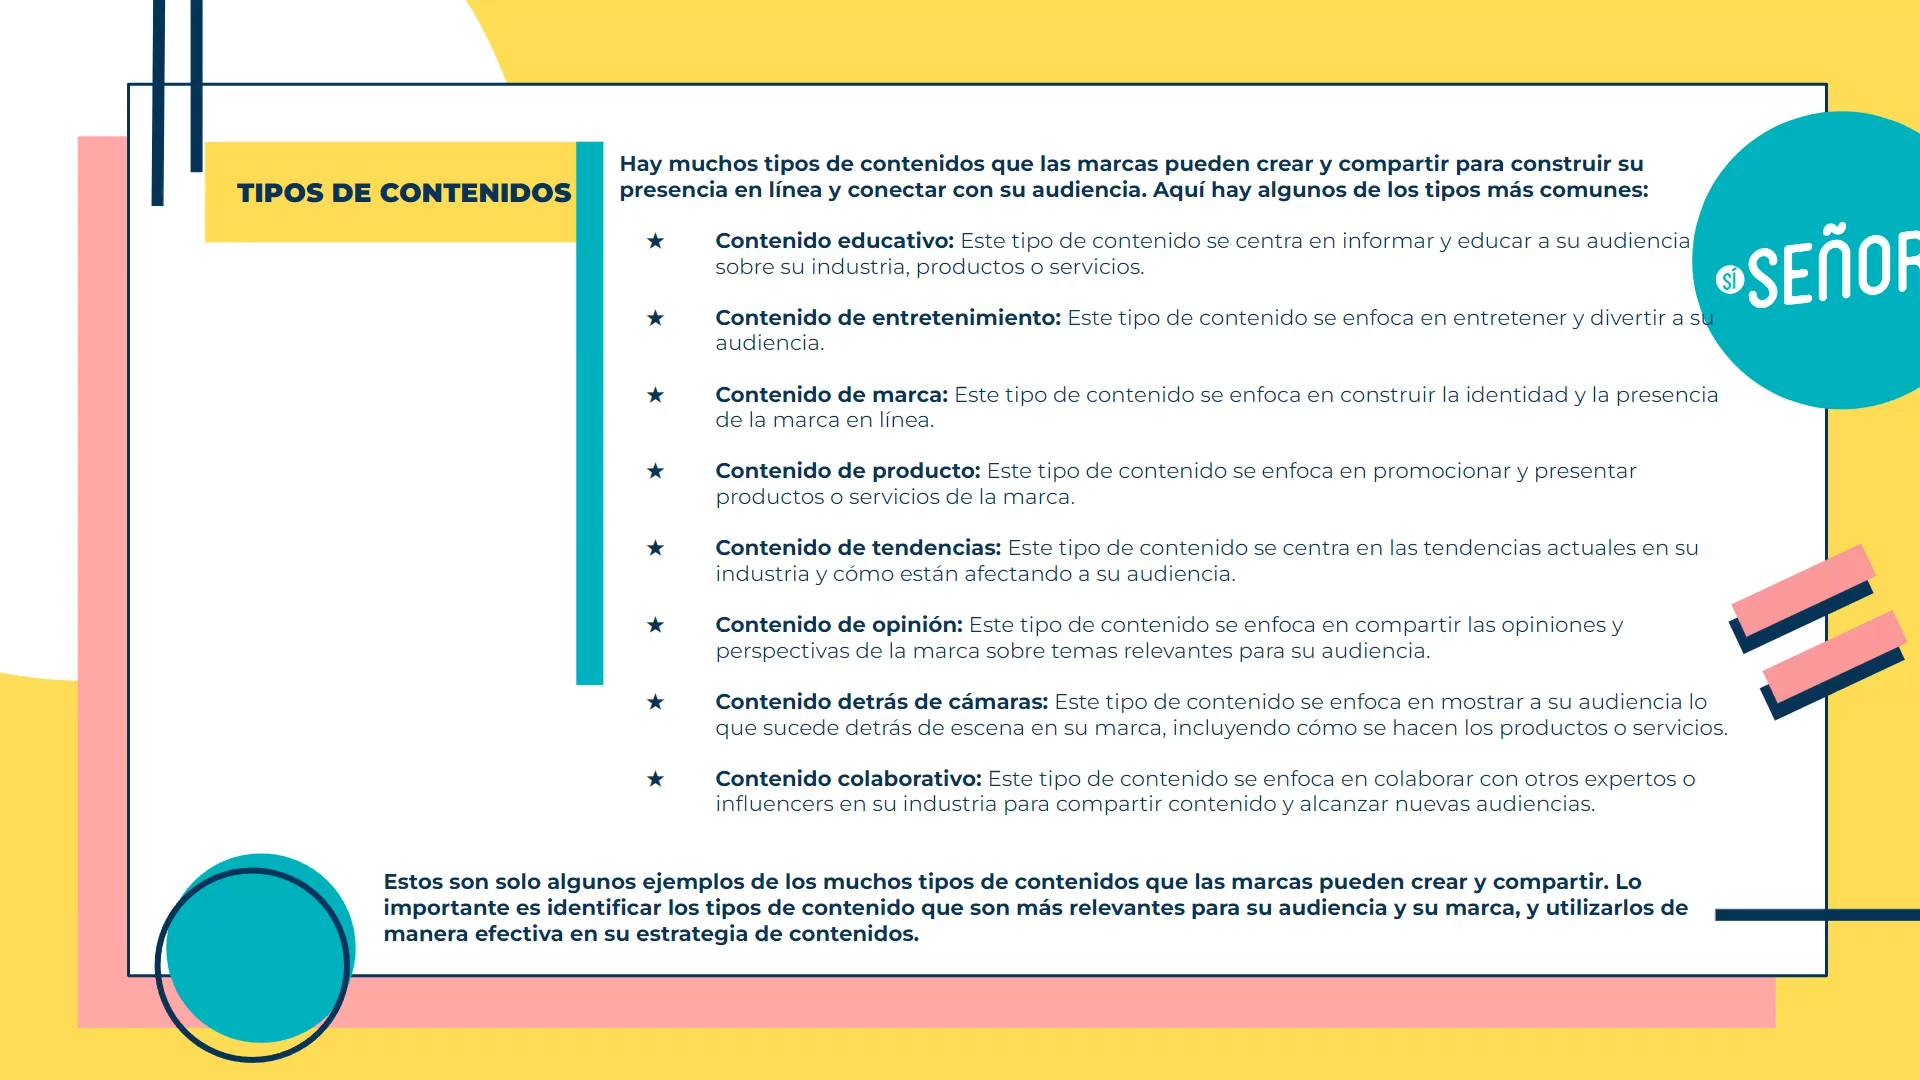 TIPOS DE CONTENIDOS
Hay muchos tipos de contenidos que las marcas pueden crear y compartir para construir su
presencia en línea y conectar con su audiencia. Aquí hay algunos de los tipos más comunes:
★ Contenido educativo: Este tipo de contenido se centra en informar y educar a su audiencia
sobre su industria, productos o servicios.
★ Contenido de entretenimiento: Este tipo de contenido se enfoca en entretener y divertir a su
audiencia.
★ Contenido de marca: Este tipo de contenido se enfoca en construir la identidad y la presencia
de la marca en línea.
★ Contenido de producto: Este tipo de contenido se enfoca en promocionar y presentar
productos o servicios de la marca.
★ Contenido de tendencias: Este tipo de contenido se centra en las tendencias actuales en su
industria y cómo están afectando a su audiencia.
★ Contenido de opinión: Este tipo de contenido se enfoca en compartir las opiniones y
perspectivas de la marca sobre temas relevantes para su audiencia.
★ Contenido detrás de cámaras: Este tipo de contenido se enfoca en mostrar a su audiencia lo
que sucede detrás de escena en su marca, incluyendo cómo se hacen los productos o servicios.
★ Contenido colaborativo: Este tipo de contenido se enfoca en colaborar con otros expertos o
influencers en su industria para compartir contenido y alcanzar nuevas audiencias.
Estos son solo algunos ejemplos de los muchos tipos de contenidos que las marcas pueden crear y compartir. Lo
importante es identificar los tipos de contenido que son más relevantes para su audiencia y su marca, y utilizarlos de
manera efectiva en su estrategia de contenidos.
SÍ SEÑOR